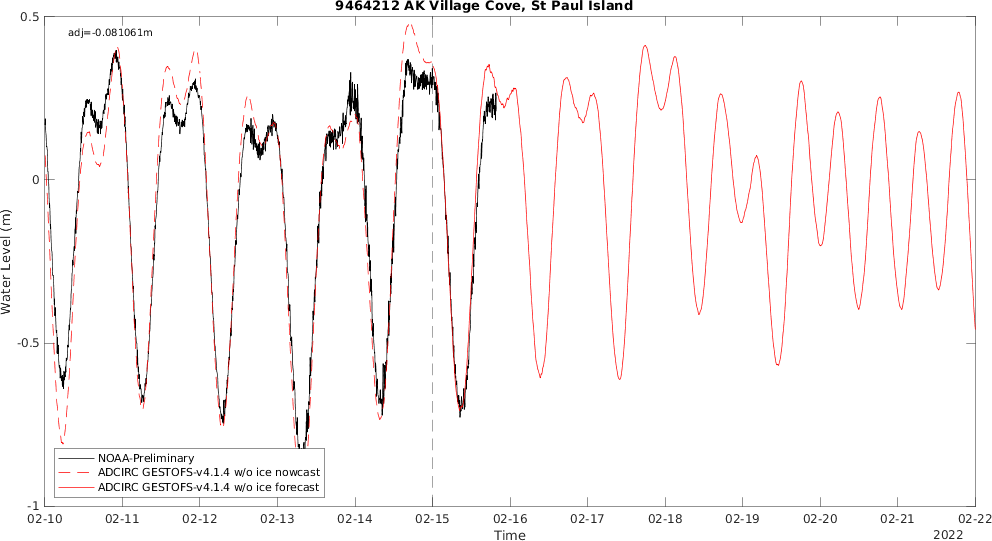 9464212 AK Village Cove, St Paul Island
adj=-0.081061m
0.5
0
-0.5
-1
Water Level (m)
NOAA-Preliminary
ADCIRC GESTOFS-v4.1.4 w/o ice nowcast
ADCIRC GESTOFS-v4.1.4 w/o ice forecast
02-10 02-11 02-12 02-13 02-14 02-15 02-16 02-17 02-18 02-19 02-20 02-21 02-22
Time
2022